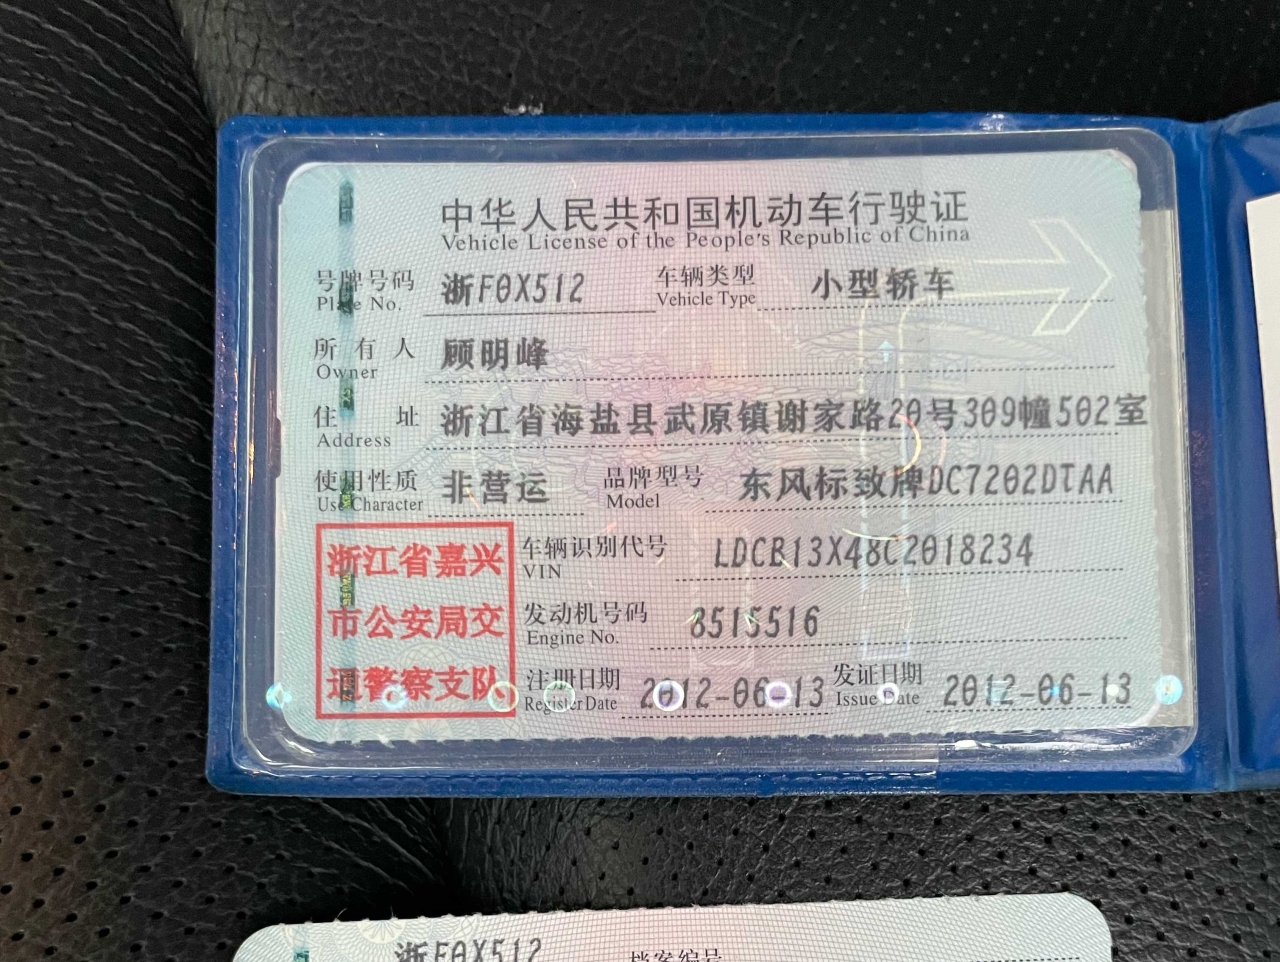 中华人民共和国机动车行驶证
Vehicle License of the People's Republic of China
号牌号码 浙F0X512 车辆类型 小型轿车
Plate No. Vehicle Type
所有人 顾明峰
Owner
住址 浙江省海盐县武原镇谢家路20号309幢502室
Address
使用性质 非营运 品牌型号 东风标致牌DC7202DTAA
Use Character Model
浙江省嘉兴
市公安局交
通警察支队
车辆识别代号 LDCB13X48C2018234
VIN
发动机号码 8515516
Engine No.
注册日期 2012-06-13 发证日期 2012-06-13
Register Date Issue Date
浙F0X512 档案编号